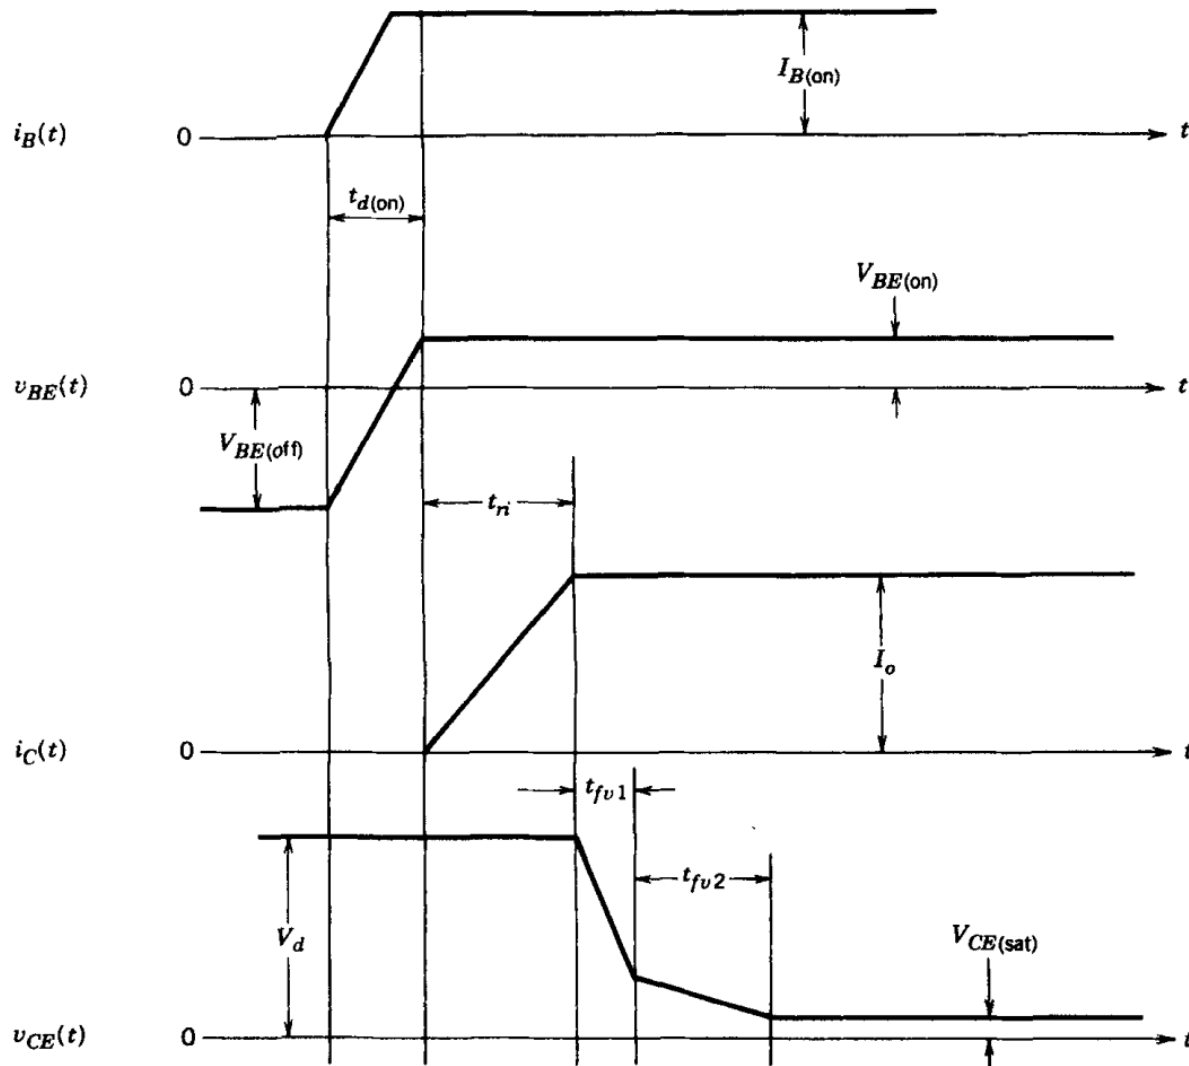 I_B(on)
i_B(t) 0 t
t_d(on)
V_BE(on)
v_BE(t) 0 t
V_BE(off)
t_ri
I_o
i_C(t) 0 t
t_fv1
t_fv2
V_d
V_CE(sat)
v_CE(t) 0 t